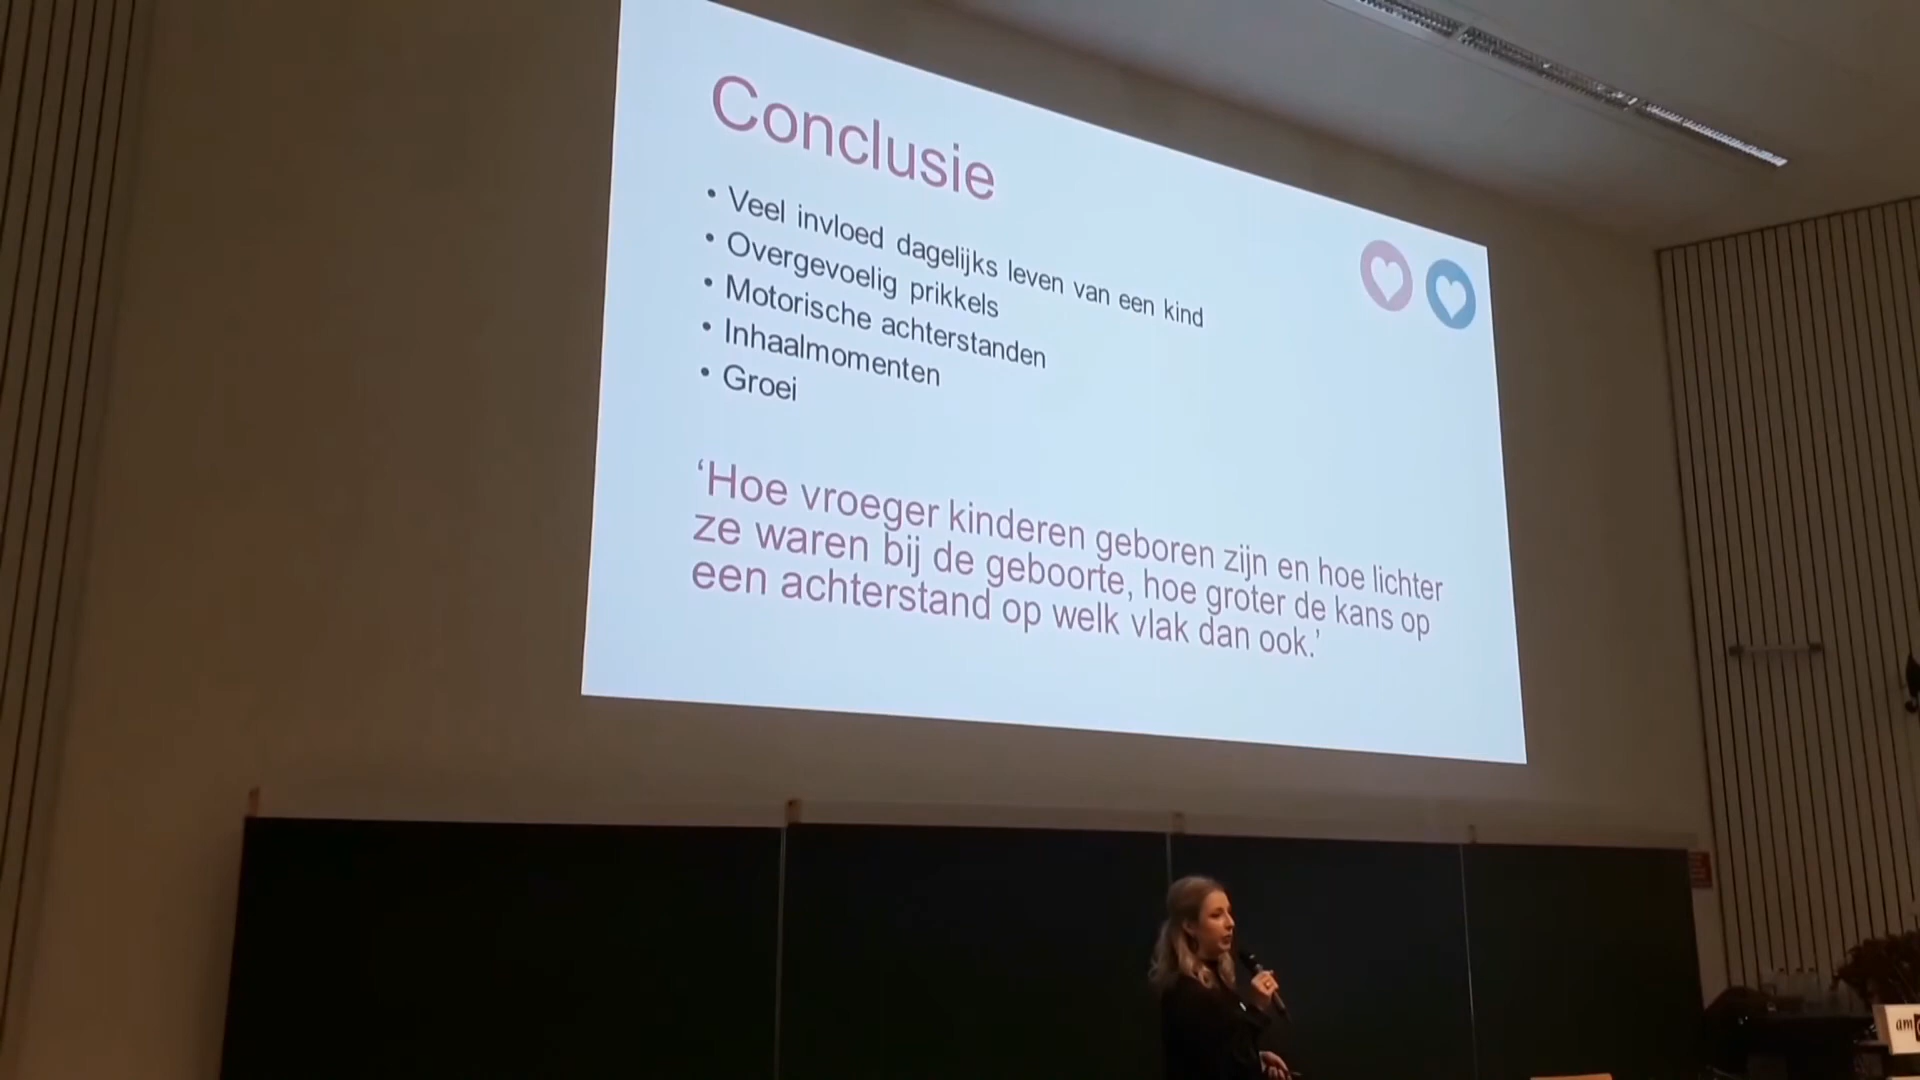 Conclusie
• Veel invloed dagelijks leven van een kind
• Overgevoelig prikkels
• Motorische achterstanden
• Inhaalmomenten
• Groei
‘Hoe vroeger kinderen geboren zijn en hoe lichter
ze waren bij de geboorte, hoe groter de kans op
een achterstand op welk vlak dan ook.’
am